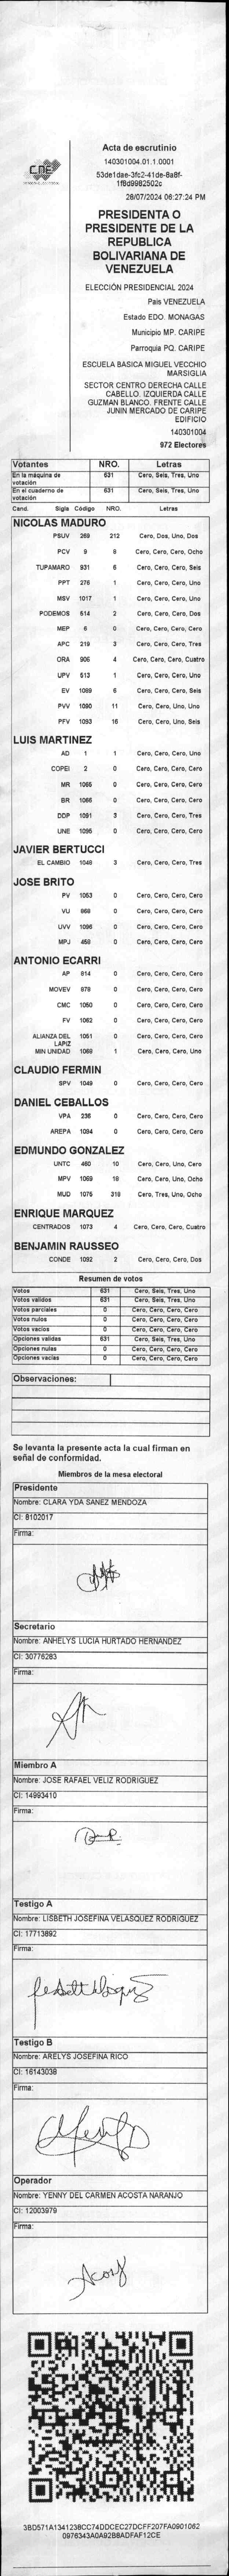 CNE
Acta de escrutinio
140301004.01.1.0001
53de1dae-3fc2-41de-8a8f-
1f8d9982502c
28/07/2024 06:27:24 PM
PRESIDENTA O
PRESIDENTE DE LA
REPUBLICA
BOLIVARIANA DE
VENEZUELA
ELECCIÓN PRESIDENCIAL 2024
País VENEZUELA
Estado EDO. MONAGAS
Municipio MP. CARIPE
Parroquia PQ. CARIPE
ESCUELA BASICA MIGUEL VECCHIO
MARSIGLIA
SECTOR CENTRO DERECHA CALLE
CABELLO. IZQUIERDA CALLE
GUZMAN BLANCO. FRENTE CALLE
JUNIN MERCADO DE CARIPE
EDIFICIO
140301004
972 Electores
Votantes NRO. Letras
En la máquina de votación 631 Cero, Seis, Tres, Uno
En el cuaderno de votación 631 Cero, Seis, Tres, Uno
Cand. Sigla Código NRO. Letras
NICOLAS MADURO
PSUV 269 212 Cero, Dos, Uno, Dos
PCV 9 8 Cero, Cero, Cero, Ocho
TUPAMARO 931 6 Cero, Cero, Cero, Seis
PPT 276 1 Cero, Cero, Cero, Uno
MSV 1017 1 Cero, Cero, Cero, Uno
PODEMOS 514 2 Cero, Cero, Cero, Dos
MEP 6 0 Cero, Cero, Cero, Cero
APC 219 3 Cero, Cero, Cero, Tres
ORA 906 4 Cero, Cero, Cero, Cuatro
UPV 513 1 Cero, Cero, Cero, Uno
EV 1089 6 Cero, Cero, Cero, Seis
PVV 1090 11 Cero, Cero, Uno, Uno
PFV 1093 16 Cero, Cero, Uno, Seis
LUIS MARTINEZ
AD 1 1 Cero, Cero, Cero, Uno
COPEI 2 0 Cero, Cero, Cero, Cero
MR 1065 0 Cero, Cero, Cero, Cero
BR 1066 0 Cero, Cero, Cero, Cero
DDP 1091 3 Cero, Cero, Cero, Tres
UNE 1095 0 Cero, Cero, Cero, Cero
JAVIER BERTUCCI
EL CAMBIO 1048 3 Cero, Cero, Cero, Tres
JOSE BRITO
PV 1053 0 Cero, Cero, Cero, Cero
VU 868 0 Cero, Cero, Cero, Cero
UVV 1096 0 Cero, Cero, Cero, Cero
MPJ 458 0 Cero, Cero, Cero, Cero
ANTONIO ECARRI
AP 814 0 Cero, Cero, Cero, Cero
MOVEV 878 0 Cero, Cero, Cero, Cero
CMC 1050 0 Cero, Cero, Cero, Cero
FV 1062 0 Cero, Cero, Cero, Cero
ALIANZA DEL LAPIZ 1051 0 Cero, Cero, Cero, Cero
MIN UNIDAD 1069 1 Cero, Cero, Cero, Uno
CLAUDIO FERMIN
SPV 1049 0 Cero, Cero, Cero, Cero
DANIEL CEBALLOS
VPA 236 0 Cero, Cero, Cero, Cero
AREPA 1094 0 Cero, Cero, Cero, Cero
EDMUNDO GONZALEZ
UNTC 460 10 Cero, Cero, Uno, Cero
MPV 1069 18 Cero, Cero, Uno, Ocho
MUD 1075 318 Cero, Tres, Uno, Ocho
ENRIQUE MARQUEZ
CENTRADOS 1073 4 Cero, Cero, Cero, Cuatro
BENJAMIN RAUSSEO
CONDE 1092 2 Cero, Cero, Cero, Dos
Resumen de votos
Votos 631 Cero, Seis, Tres, Uno
Votos validos 631 Cero, Seis, Tres, Uno
Votos parciales 0 Cero, Cero, Cero, Cero
Votos nulos 0 Cero, Cero, Cero, Cero
Votos vacios 0 Cero, Cero, Cero, Cero
Opciones validas 631 Cero, Seis, Tres, Uno
Opciones nulas 0 Cero, Cero, Cero, Cero
Opciones vacias 0 Cero, Cero, Cero, Cero
Observaciones:
Se levanta la presente acta la cual firman en
señal de conformidad.
Miembros de la mesa electoral
Presidente
Nombre: CLARA YDA SANEZ MENDOZA
CI: 8102017
Firma:
Secretario
Nombre: ANHELYS LUCIA HURTADO HERNANDEZ
CI: 30776283
Firma:
Miembro A
Nombre: JOSE RAFAEL VELIZ RODRIGUEZ
CI: 14993410
Firma:
Testigo A
Nombre: LISBETH JOSEFINA VELASQUEZ RODRIGUEZ
CI: 17713892
Firma:
Testigo B
Nombre: ARELYS JOSEFINA RICO
CI: 16143038
Firma:
Operador
Nombre: YENNY DEL CARMEN ACOSTA NARANJO
CI: 12003979
Firma:
3BD571A1341238CC74DDCEC27DCFF207FA0901062
0976343A0A92B8ADFAF12CE